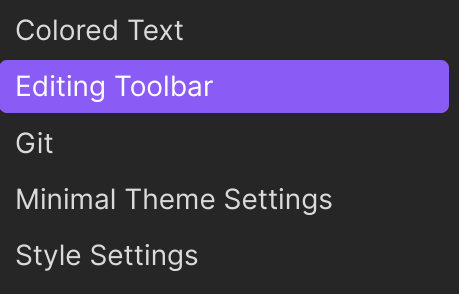 Colored Text
Editing Toolbar
Git
Minimal Theme Settings
Style Settings